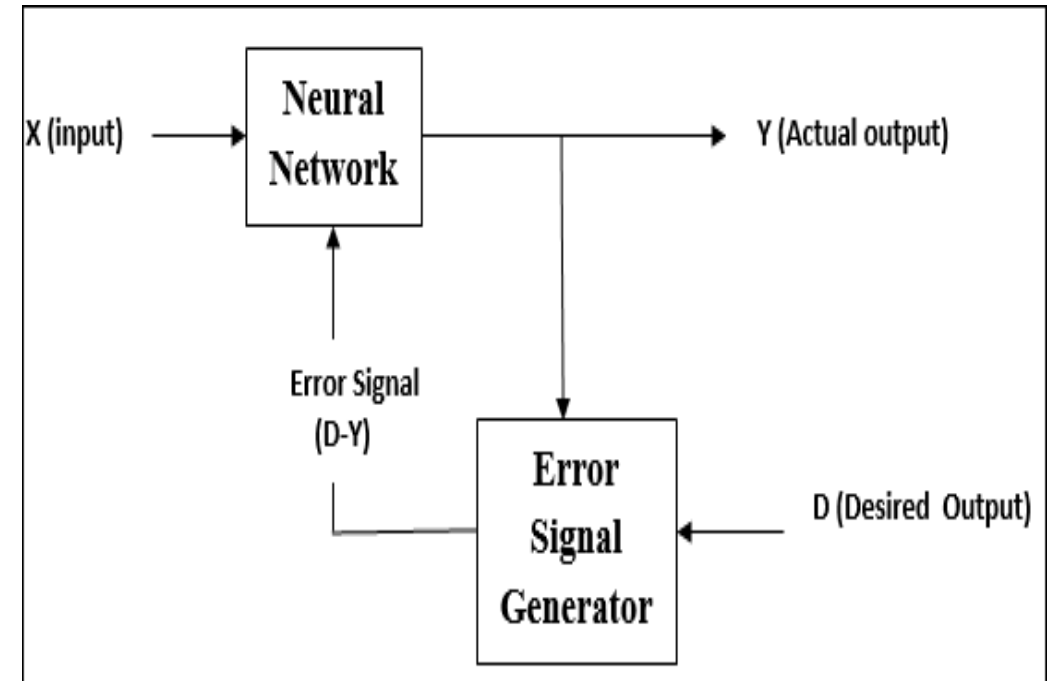 Neural
Network
X (input)
Y (Actual output)
Error Signal
(D-Y)
Error
Signal
Generator
D (Desired Output)